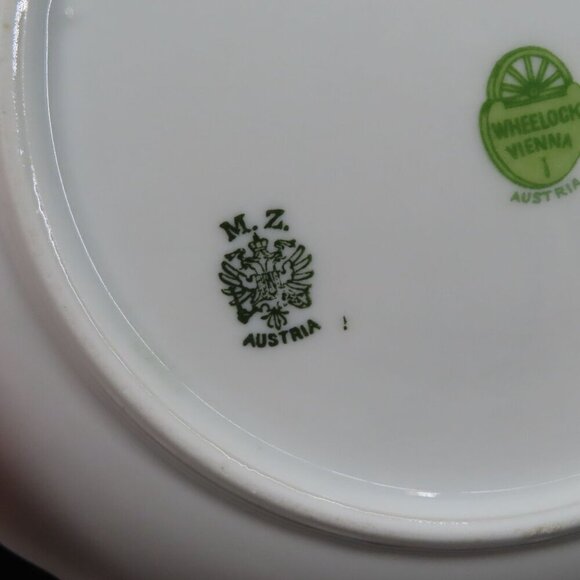 M. Z.
AUSTRIA
WHEELOCK
VIENNA
AUSTRIA